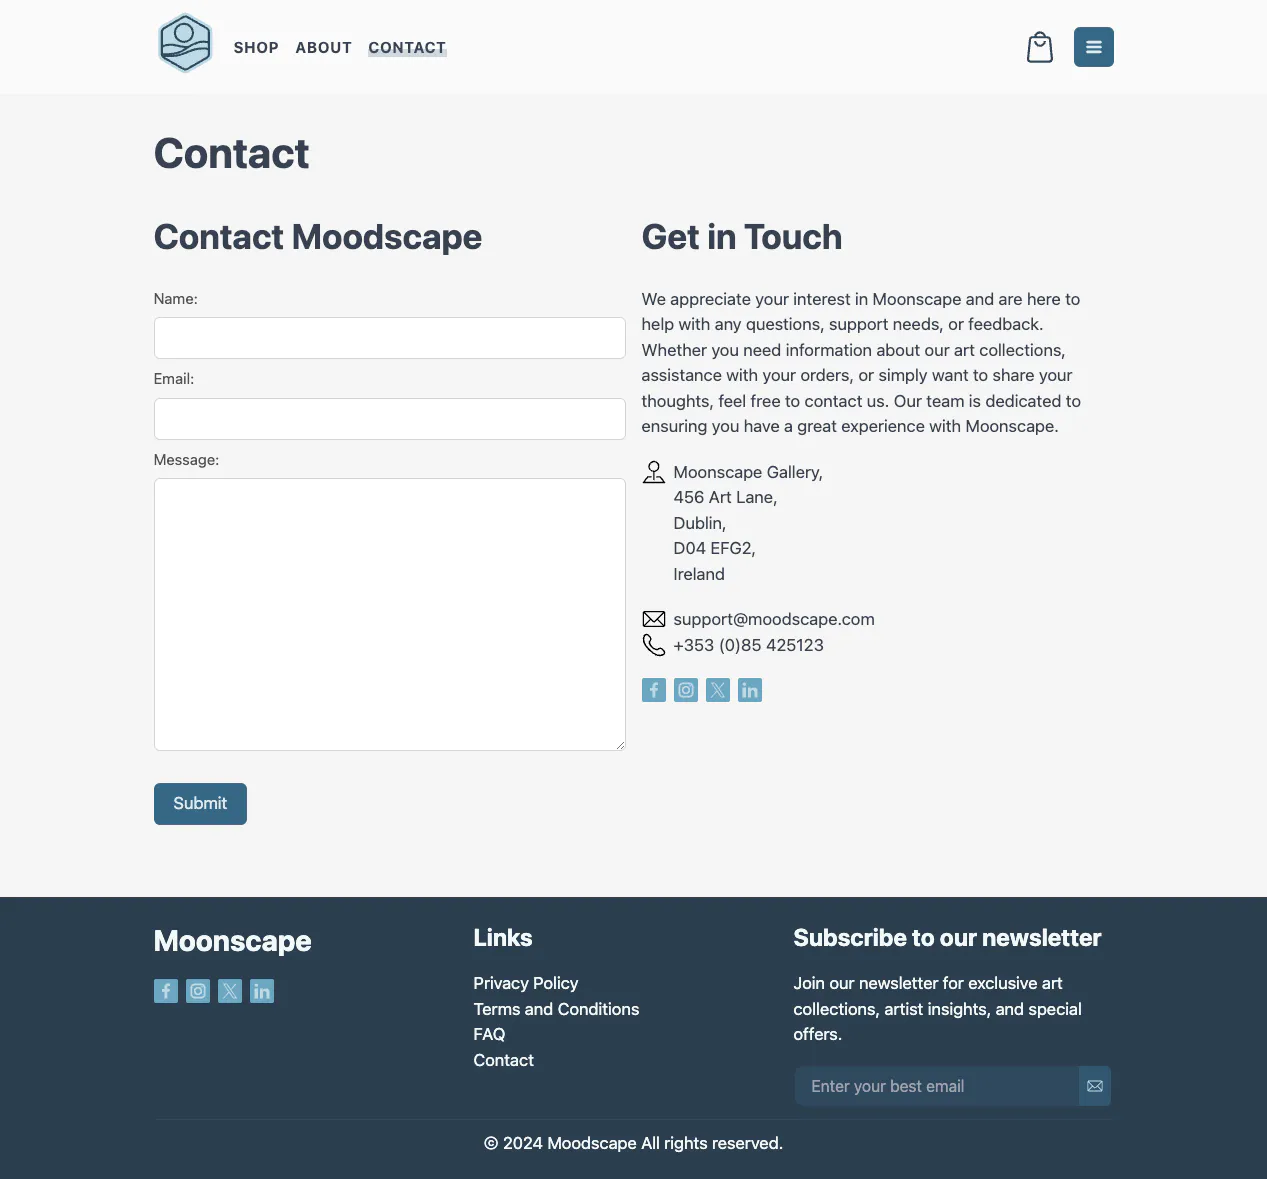 SHOP ABOUT CONTACT
Contact
Contact Moodscape
Name:
Email:
Message:
Submit
Get in Touch
We appreciate your interest in Moonscape and are here to
help with any questions, support needs, or feedback.
Whether you need information about our art collections,
assistance with your orders, or simply want to share your
thoughts, feel free to contact us. Our team is dedicated to
ensuring you have a great experience with Moonscape.
Moonscape Gallery,
456 Art Lane,
Dublin,
D04 EFG2,
Ireland
support@moodscape.com
+353 (0)85 425123
Moonscape
Links
Privacy Policy
Terms and Conditions
FAQ
Contact
Subscribe to our newsletter
Join our newsletter for exclusive art
collections, artist insights, and special
offers.
Enter your best email
© 2024 Moodscape All rights reserved.